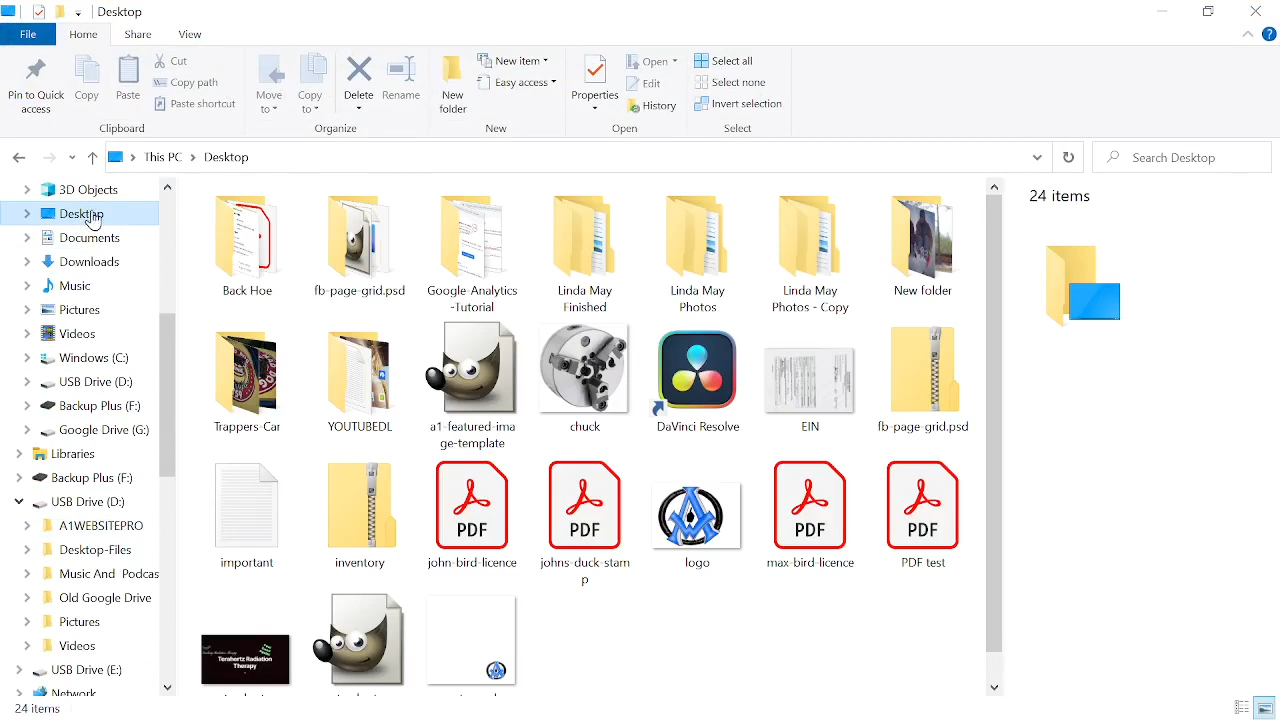 Desktop
File Home Share View
Pin to Quick access
Copy
Paste
Cut
Copy path
Paste shortcut
Clipboard
Move to
Copy to
Delete
Rename
Organize
New folder
New item
Easy access
New
Properties
Open
Edit
History
Open
Select all
Select none
Invert selection
Select
This PC > Desktop
Search Desktop
3D Objects
Desktop
Documents
Downloads
Music
Pictures
Videos
Windows (C:)
USB Drive (D:)
Backup Plus (F:)
Google Drive (G:)
Libraries
Backup Plus (F:)
USB Drive (D:)
A1WEBSITEPRO
Desktop-Files
Music And Podcas
Old Google Drive
Pictures
Videos
USB Drive (E:)
Network
Back Hoe
fb-page-grid.psd
Google-Analytics
-Tutorial
Linda May
Finished
Linda May
Photos
Linda May
Photos - Copy
New folder
Trappers-Car
YOUTUBEDL
a1-featured-ima
ge-template
chuck
DaVinci Resolve
EIN
fb-page-grid.psd
important
inventory
PDF
john-bird-licence
PDF
johns-duck-stam
p
logo
PDF
max-bird-licence
PDF
PDF test
Terahertz Radiation
Therapy
24 items
24 items